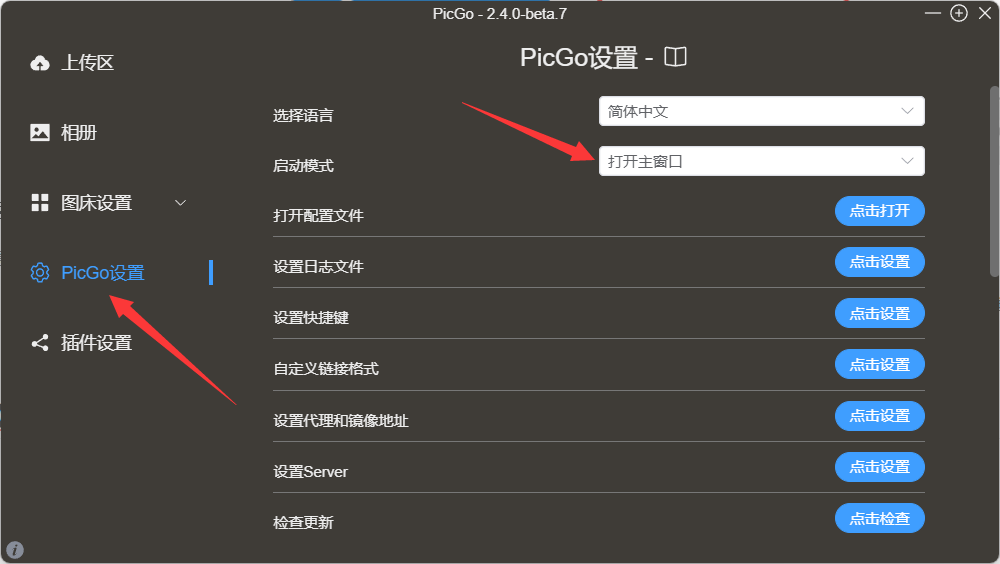 PicGo - 2.4.0-beta.7
上传区
相册
图床设置
PicGo设置
插件设置
PicGo设置 -
选择语言
简体中文
启动模式
打开主窗口
打开配置文件
点击打开
设置日志文件
点击设置
设置快捷键
点击设置
自定义链接格式
点击设置
设置代理和镜像地址
点击设置
设置Server
点击设置
检查更新
点击检查